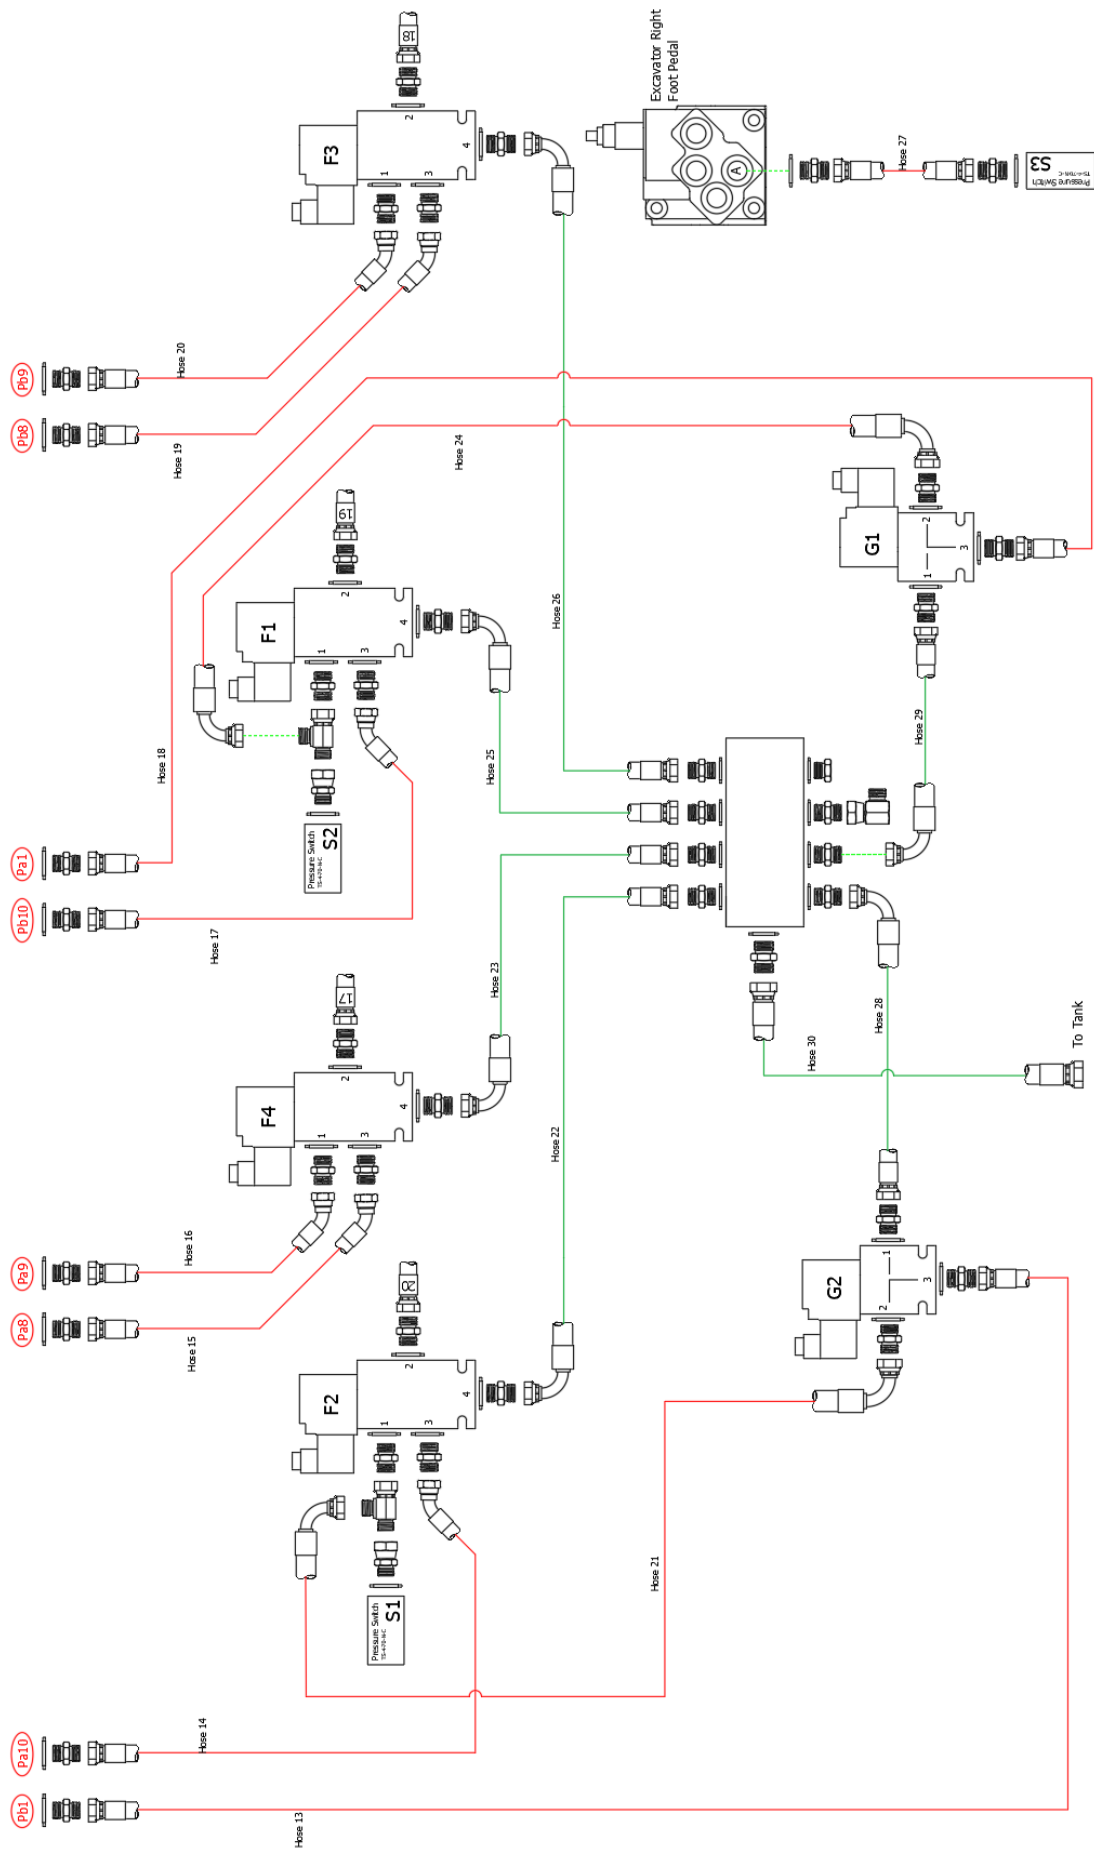 18
F3
1
2
3
4
Excavator Right
Foot Pedal
A
Hose 27
Pressure Switch
S3
Pb9
Hose 20
Pb8
Hose 19
Hose 24
19
F1
1
2
3
4
Hose 26
G1
1
2
3
Pa1
Hose 18
Pressure Switch
S2
Hose 25
Hose 29
Pb10
Hose 17
17
F4
1
2
3
4
Hose 23
Hose 30
Hose 28
To Tank
Pa9
Hose 16
Pa8
Hose 15
20
Hose 22
F2
1
2
3
4
G2
1
2
3
Pressure Switch
S1
Hose 21
Pa10
Hose 14
Pb1
Hose 13